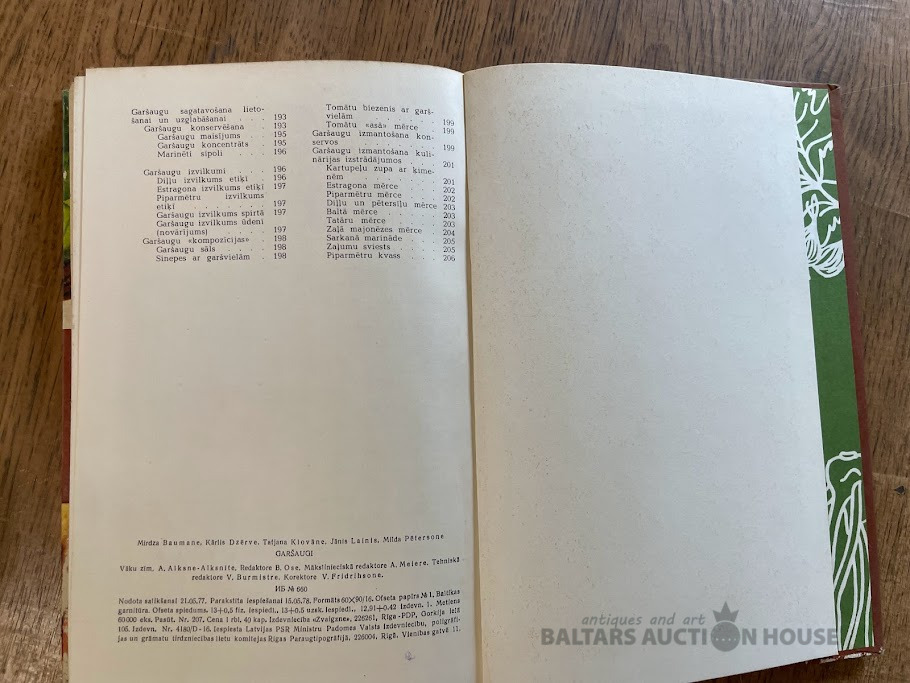 Garšaugu sagatavošana lieto-
šanai un uzglabāšanai . . . 193
Garšaugu konservēšana . . 193
Garšaugu maisījums . . 195
Garšaugu koncentrāts . 195
Marinēti sīpoli . . . 196
Garšaugu izvilkumi . . . 196
Diļļu izvilkums etiķī . . 196
Estragona izvilkums etiķī 197
Piparmētru izvilkums
etiķī . . . . . . . 197
Garšaugu izvilkums spirtā 197
Garšaugu izvilkums ūdenī
(novārījums) . . . . 197
Garšaugu «kompozīcijas» . 198
Garšaugu sāls . . . . 198
Sinepes ar garšvielām . 198
Tomātu biezenis ar garš-
vielām . . . . . . 199
Tomātu «asā» mērce . . 199
Garšaugu izmantošana kon-
servos . . . . . . . 199
Garšaugu izmantošana kuli-
nārijas izstrādājumos . . . 201
Kartupeļu zupa ar ķime-
nēm . . . . . . . 201
Estragona mērce . . . 202
Piparmētru mērce . . . 202
Diļļu un pētersīļu mērce 203
Baltā mērce . . . . . 203
Tatāru mērce . . . . 203
Zaļā majonēzes mērce . 204
Sarkanā marināde . . . 205
Zaļumu sviests . . . . 205
Piparmētru kvass . . . 206
Mirdza Baumane, Kārlis Dzērve, Tatjana Klovāne, Jānis Lainis, Milda Pētersone
GARŠAUGI
Vāku zīm. A. Alksne-Alksnīte, Redaktore B. Ose, Mākslinieciskā redaktore A. Meiere. Tehniskā
redaktore V. Burmistre, Korektore V. Fridrihsone.
ИБ № 660
Nodota salikšanai 21.05.77. Parakstīta iespiešanai 15.05.78. Formāts 60×90/16. Ofseta papīrs № 1, Baltikas
garnitūra. Ofseta spiedums. 13+0,5 fiz. iespiedl., 13+0,5 uzsk. iespiedl., 12,91+0,42 izdevn. l. Metiens
60 000 eks. Pasūt. Nr. 207. Cena 1 rbl. 40 kap. Izdevniecība «Zvaigzne», 226261, Rīga-PDP, Gorkija ielā
105. Izdevn. Nr. 4180/D-16. Iespiesta Latvijas PSR Ministru Padomes Valsts Izdevniecību, poligrāfi-
jas un grāmatu tirdzniecības lietu komitejas Rīgas Paraugtipogrāfijā, 226004, Rīgā, Vienības gatvē 11.
antiques and art
BALTARS AUCTION HOUSE